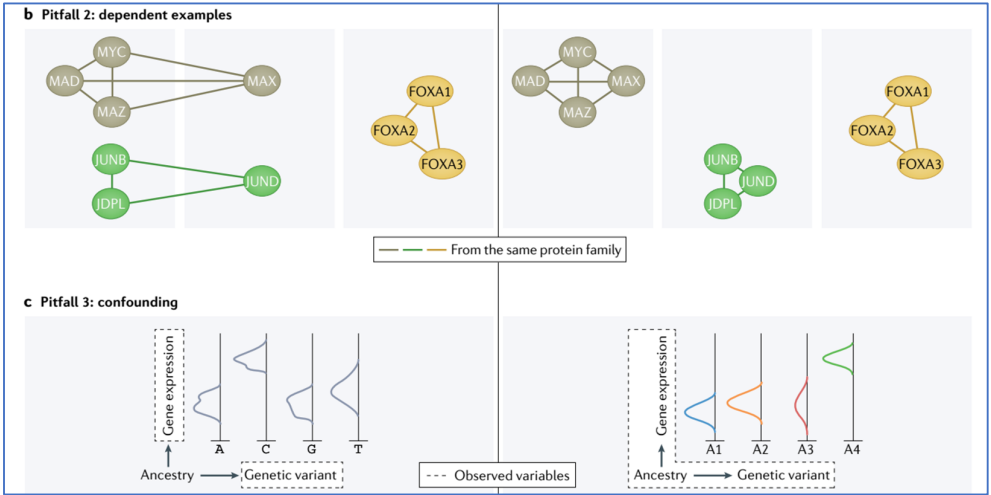 b Pitfall 2: dependent examples
MYC
MAD
MAX
MAZ
JUNB
JUND
JDPL
FOXA1
FOXA2
FOXA3
MYC
MAD
MAX
MAZ
JUNB
JUND
JDPL
FOXA1
FOXA2
FOXA3
From the same protein family
c Pitfall 3: confounding
Gene expression
A C G T
Ancestry
Genetic variant
Observed variables
Gene expression
A1 A2 A3 A4
Ancestry
Genetic variant